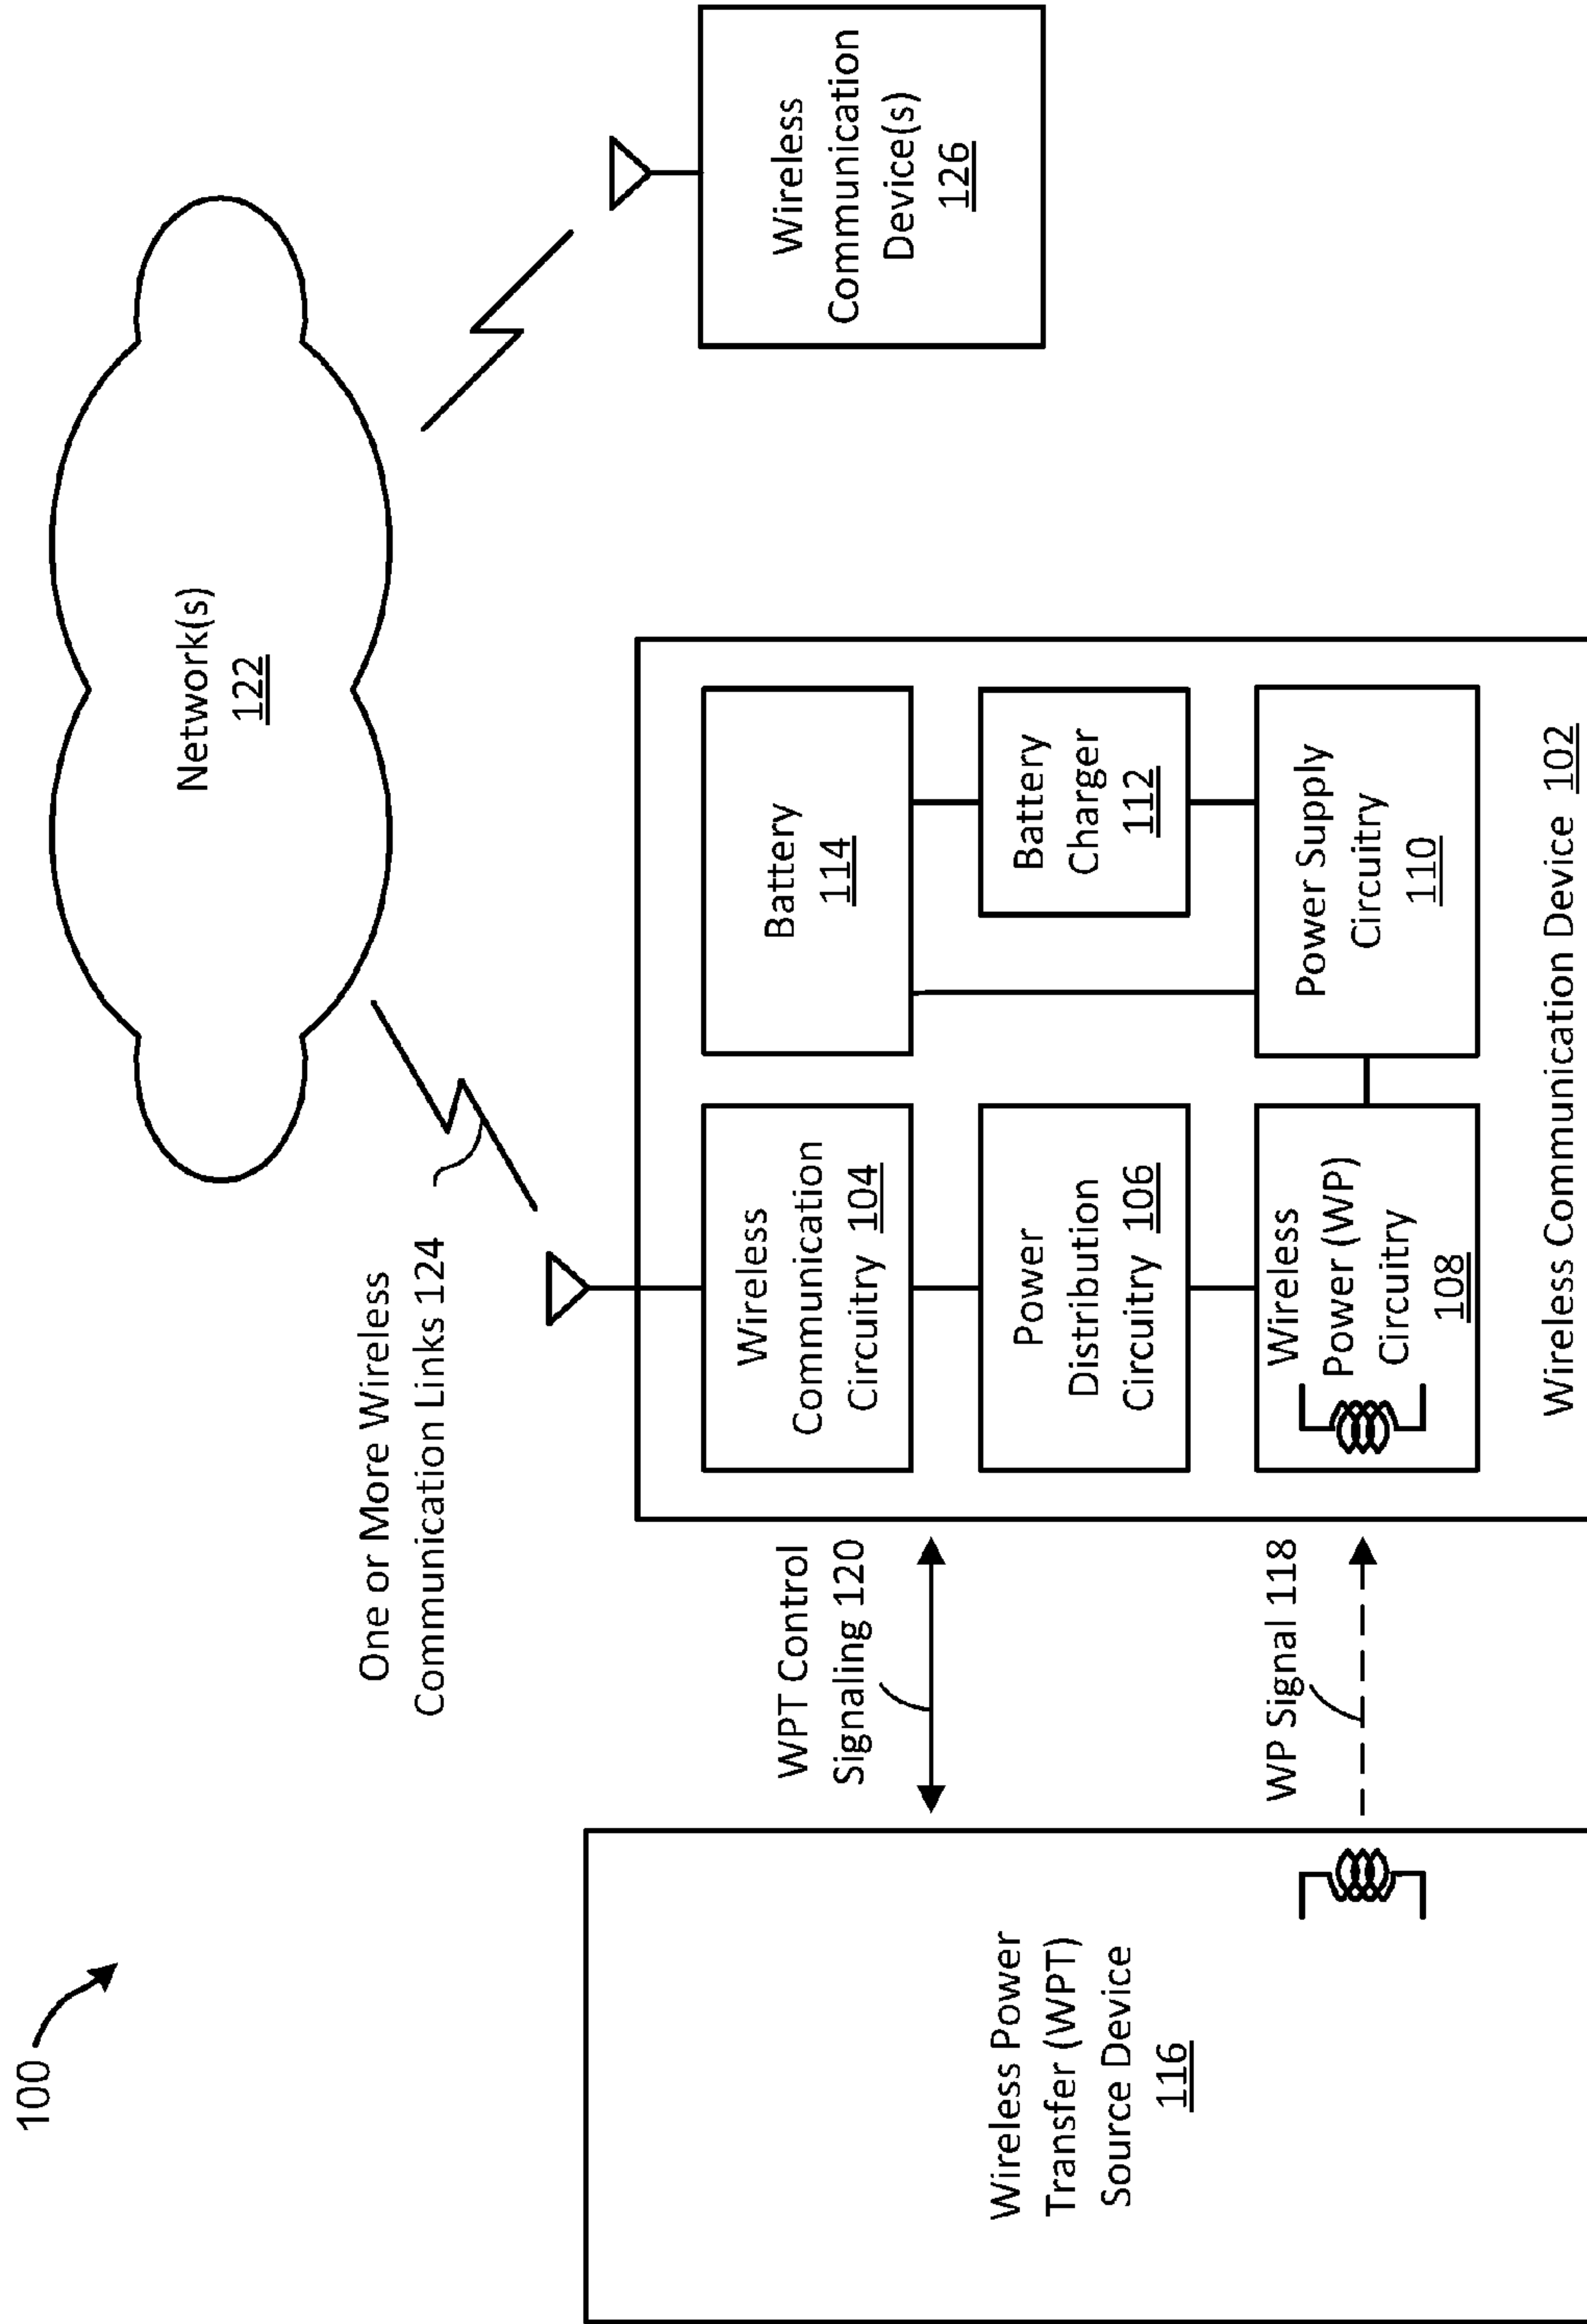 100
Network(s)
122
One or More Wireless
Communication Links 124
Wireless
Communication
Device(s)
126
Wireless Power
Transfer (WPT)
Source Device
116
WPT Control
Signaling 120
WP Signal 118
Wireless
Communication
Circuitry 104
Battery
114
Power
Distribution
Circuitry 106
Battery
Charger
112
Wireless
Power (WP)
Circuitry
108
Power Supply
Circuitry
110
Wireless Communication Device 102